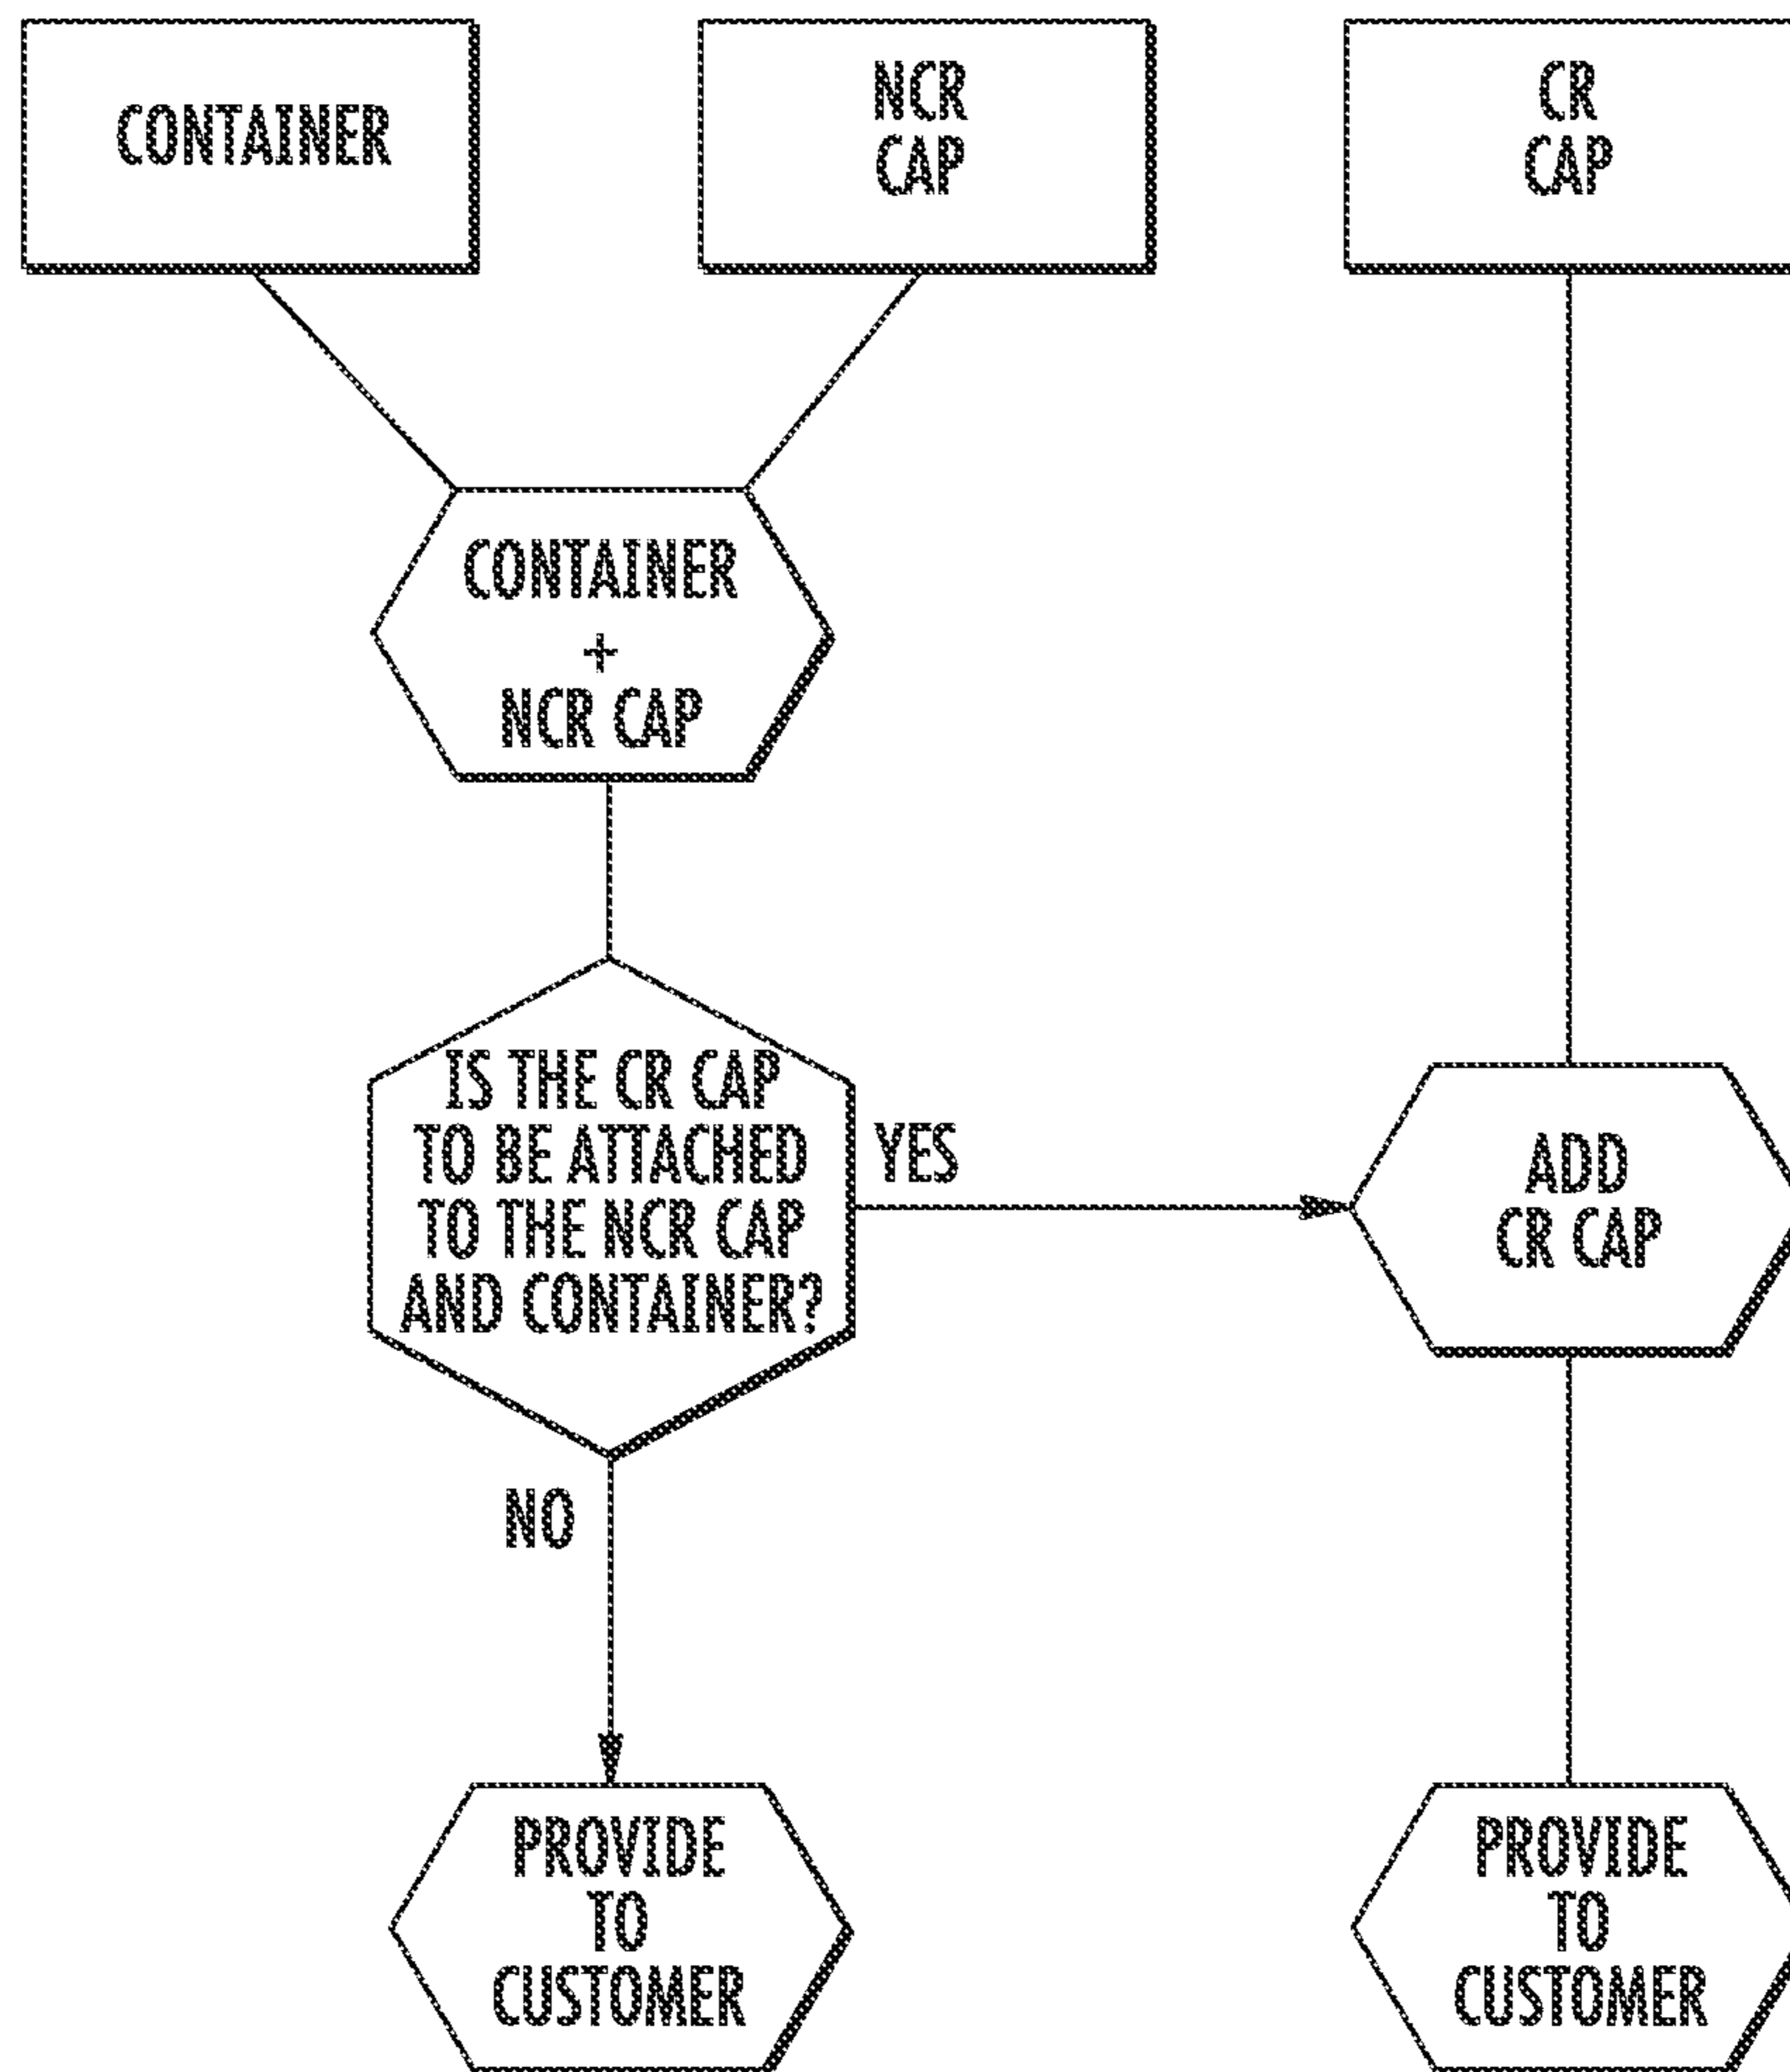 CONTAINER
NCR
CAP
CR
CAP
CONTAINER
+
NCR CAP
IS THE CR CAP
TO BE ATTACHED
TO THE NCR CAP
AND CONTAINER?
YES
ADD
CR CAP
NO
PROVIDE
TO
CUSTOMER
PROVIDE
TO
CUSTOMER